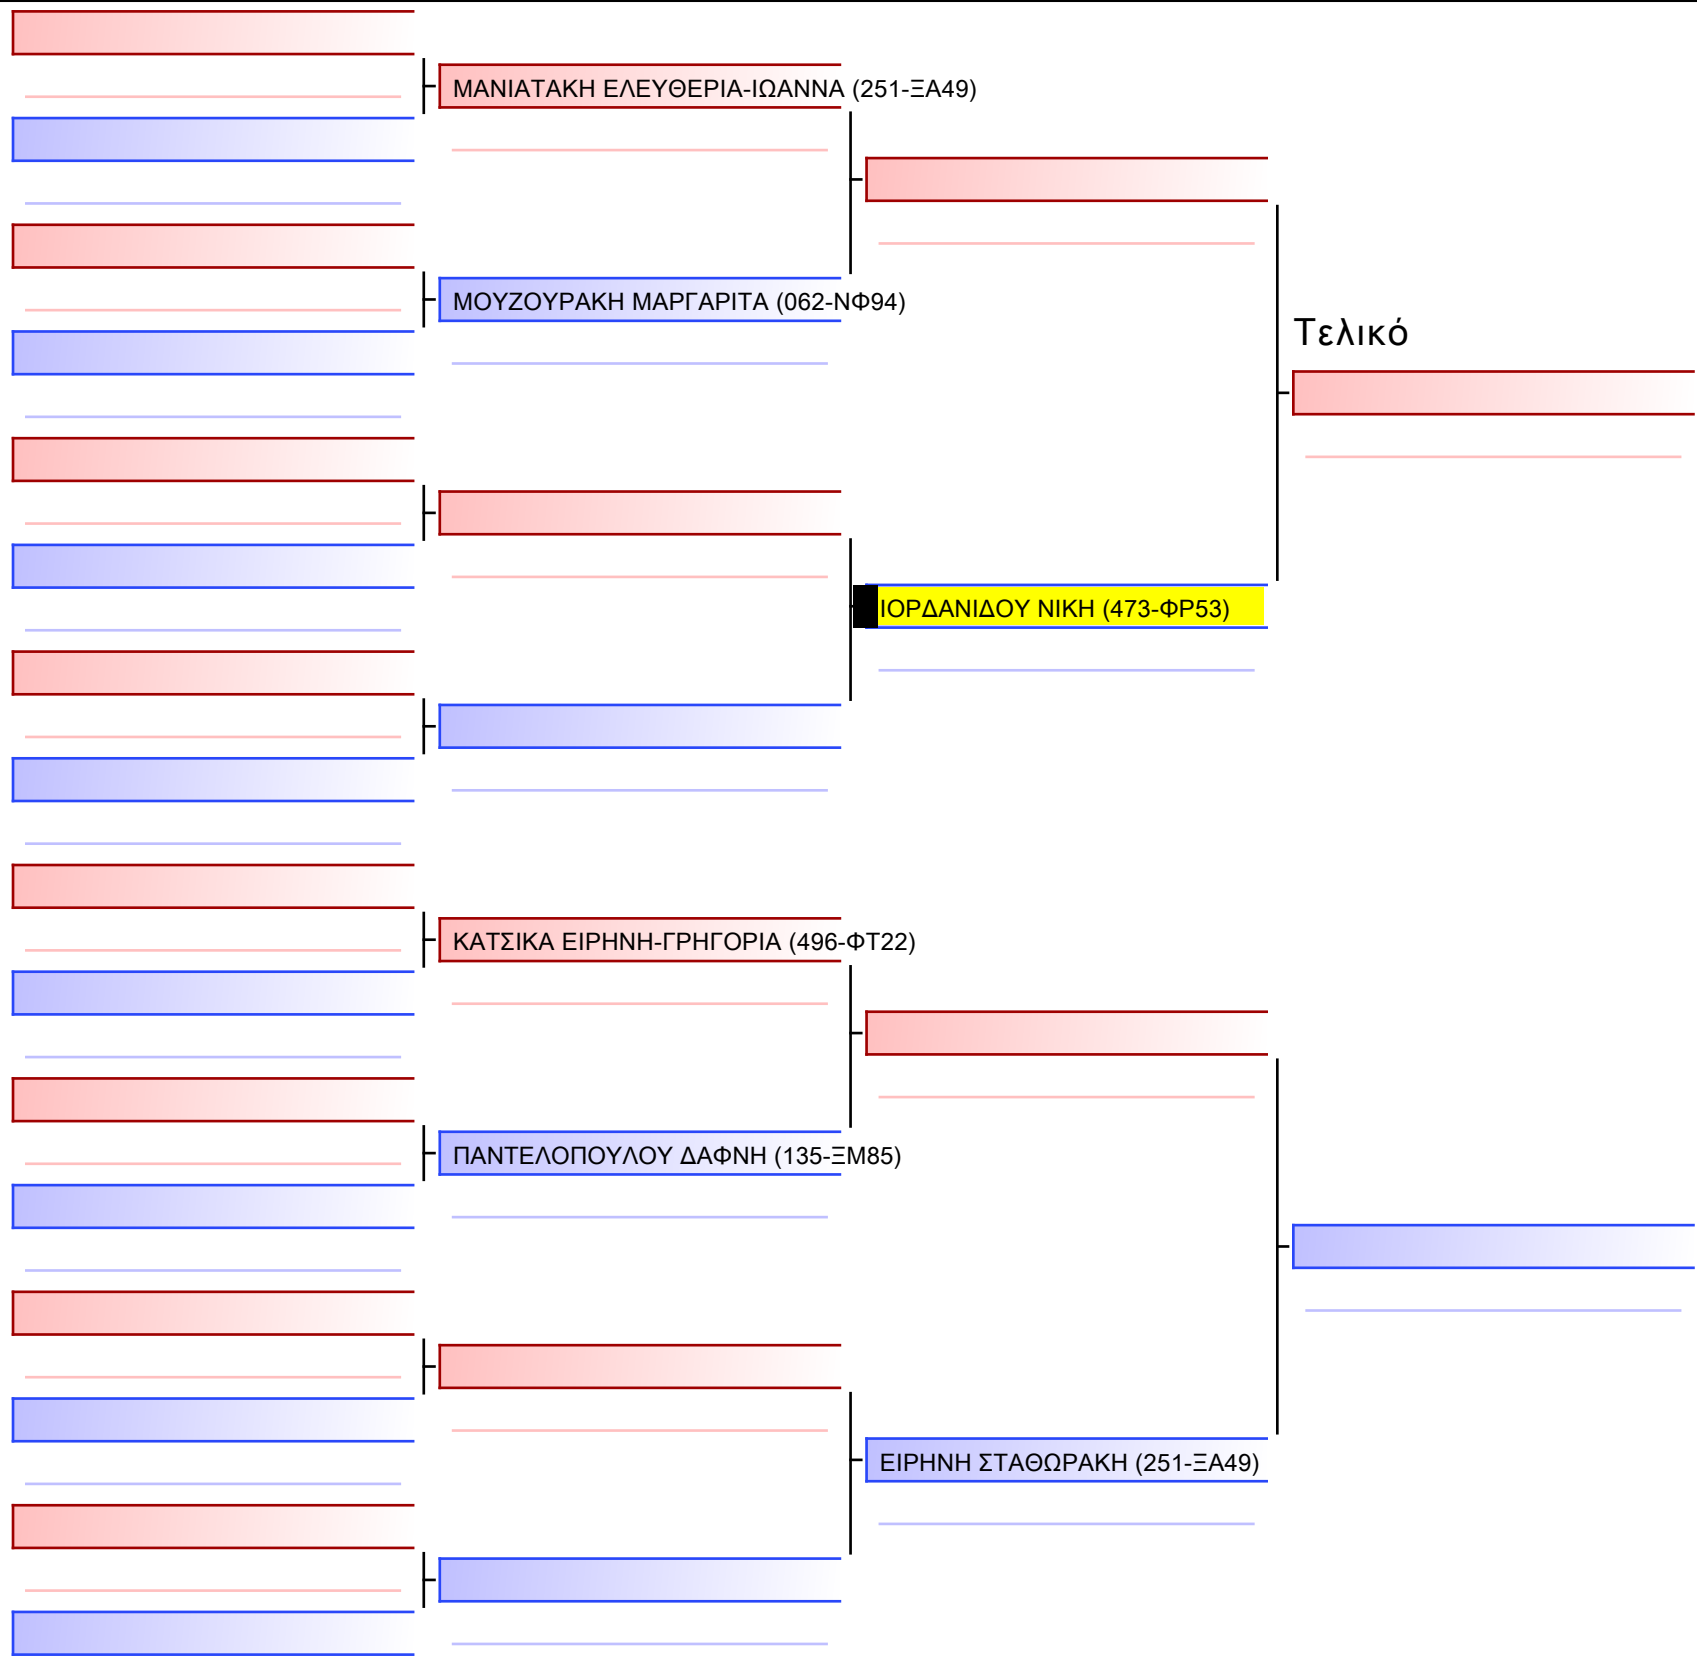 ΜΑΝΙΑΤΑΚΗ ΕΛΕΥΘΕΡΙΑ-ΙΩΑΝΝΑ (251-ΞΑ49)
ΜΟΥΖΟΥΡΑΚΗ ΜΑΡΓΑΡΙΤΑ (062-ΝΦ94)
Τελικό
ΙΟΡΔΑΝΙΔΟΥ ΝΙΚΗ (473-ΦΡ53)
ΚΑΤΣΙΚΑ ΕΙΡΗΝΗ-ΓΡΗΓΟΡΙΑ (496-ΦΤ22)
ΠΑΝΤΕΛΟΠΟΥΛΟΥ ΔΑΦΝΗ (135-ΞΜ85)
ΕΙΡΗΝΗ ΣΤΑΘΩΡΑΚΗ (251-ΞΑ49)